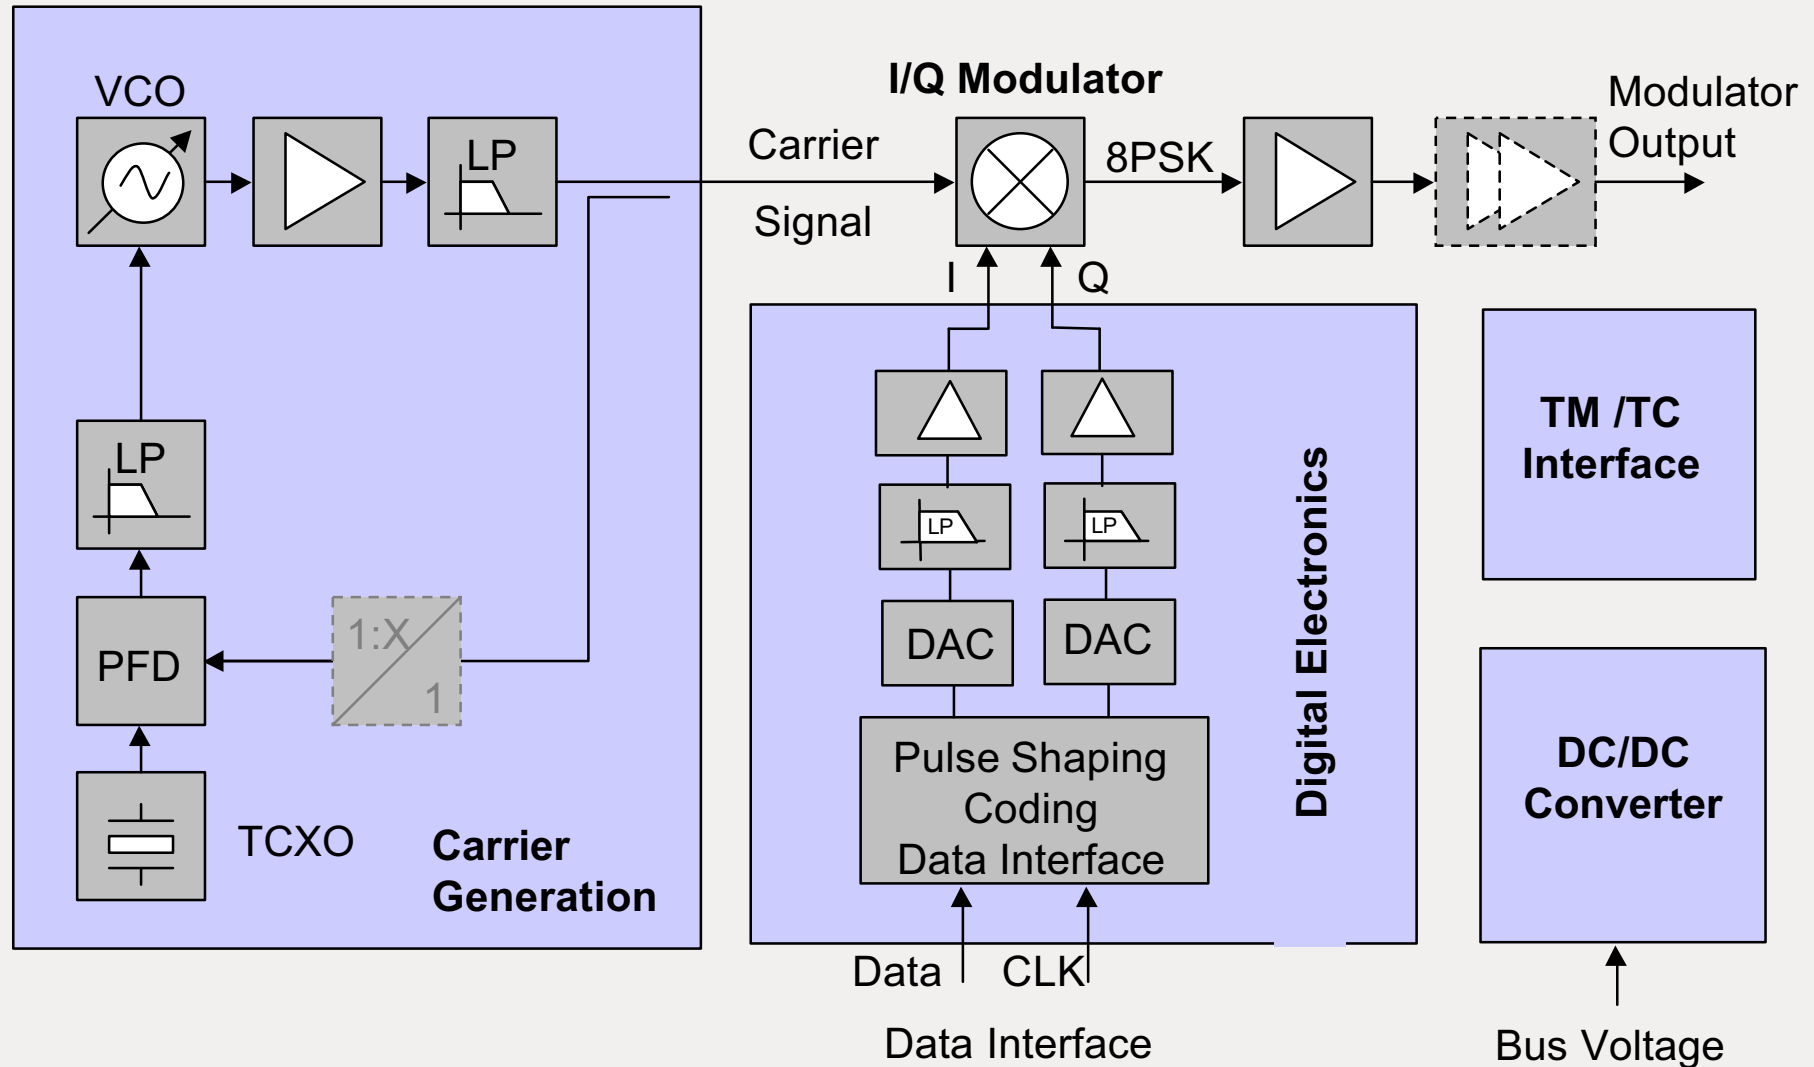 VCO
LP
Carrier
Signal
I/Q Modulator
8PSK
Modulator
Output
I
Q
LP
PFD
1:X
1
TCXO
Carrier
Generation
LP
LP
DAC
DAC
Pulse Shaping
Coding
Data Interface
Digital Electronics
Data
CLK
Data Interface
TM /TC
Interface
DC/DC
Converter
Bus Voltage